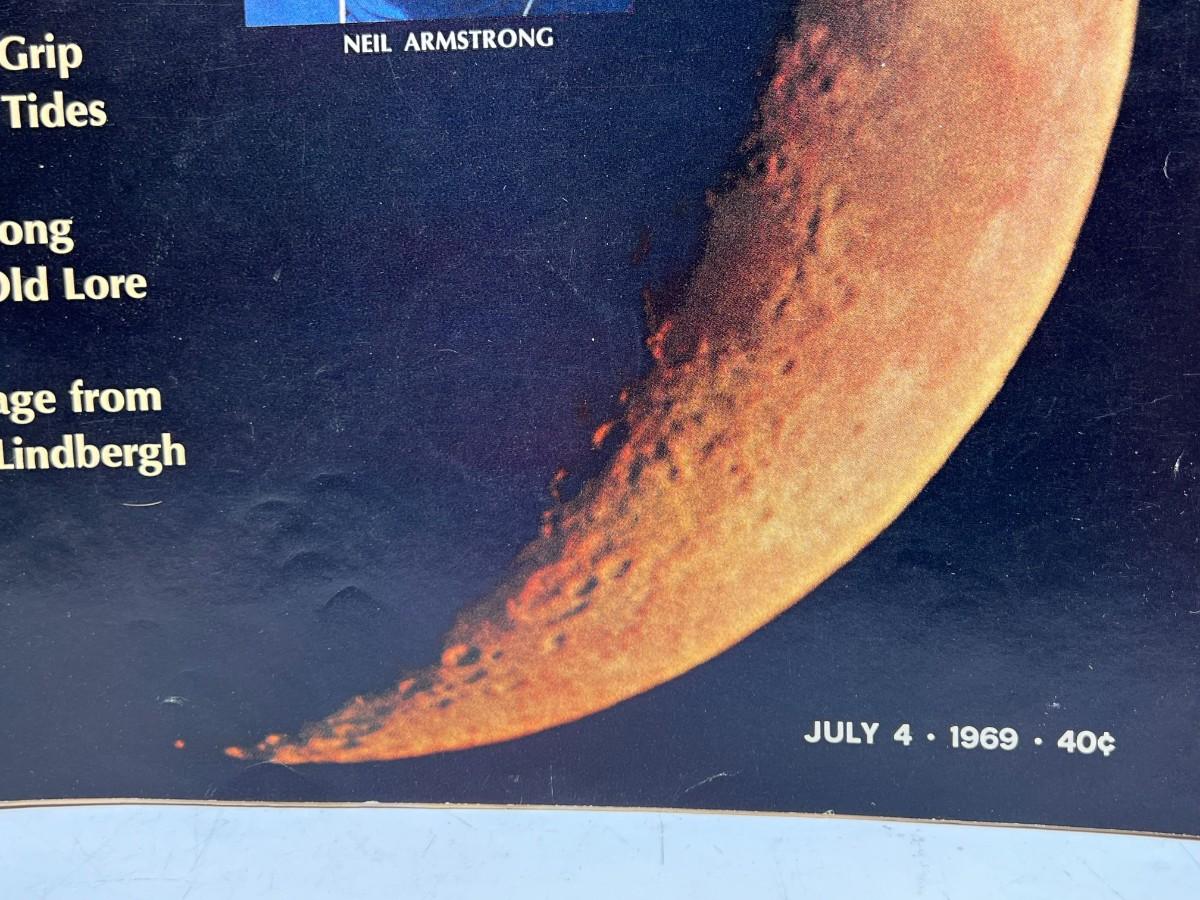 NEIL ARMSTRONG
Grip
Tides
ong
Old Lore
age from
Lindbergh
JULY 4 · 1969 · 40¢